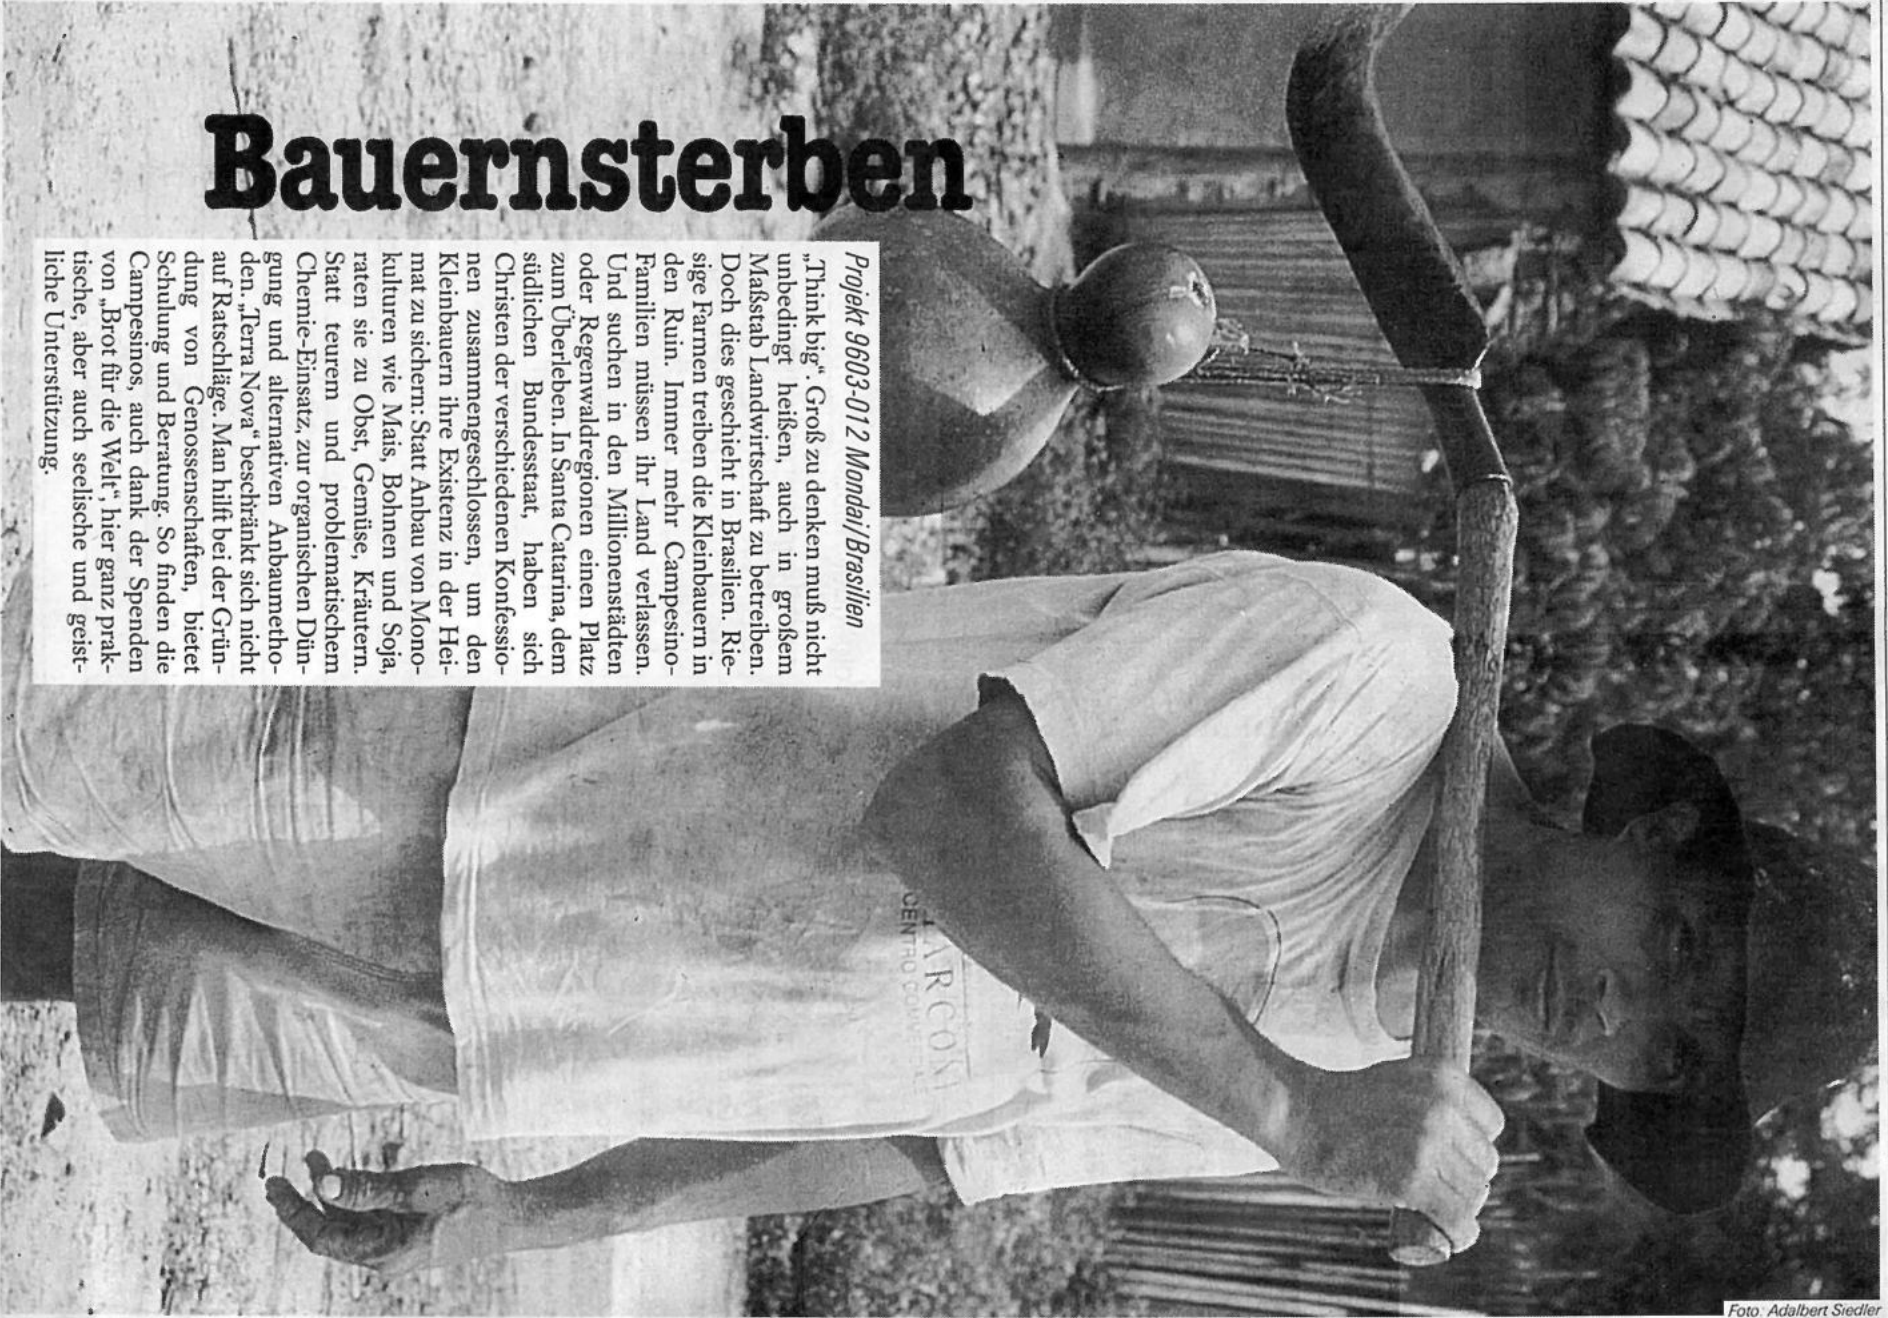 Bauernsterben
Projekt 9603-012 Mondai/Brasilien
„Think big“. Groß zu denken muß nicht
unbedingt heißen, auch in großem
Maßstab Landwirtschaft zu betreiben.
Doch dies geschieht in Brasilien. Rie-
sige Farmen treiben die Kleinbauern in
den Ruin. Immer mehr Campesino-
Familien müssen ihr Land verlassen.
Und suchen in den Millionenstädten
oder Regenwaldregionen einen Platz
zum Überleben. In Santa Catarina, dem
südlichen Bundesstaat, haben sich
Christen der verschiedenen Konfessio-
nen zusammengeschlossen, um den
Kleinbauern ihre Existenz in der Hei-
mat zu sichern: Statt Anbau von Mono-
kulturen wie Mais, Bohnen und Soja,
raten sie zu Obst, Gemüse, Kräutern.
Statt teurem und problematischem
Chemie-Einsatz, zur organischen Dün-
gung und alternativen Anbaumetho-
den. „Terra Nova“ beschränkt sich nicht
auf Ratschläge. Man hilft bei der Grün-
dung von Genossenschaften, bietet
Schulung und Beratung. So finden die
Campesinos, auch dank der Spenden
von „Brot für die Welt“, hier ganz prak-
tische, aber auch seelische und geist-
liche Unterstützung.
CENTRO
Foto: Adalbert Siedler